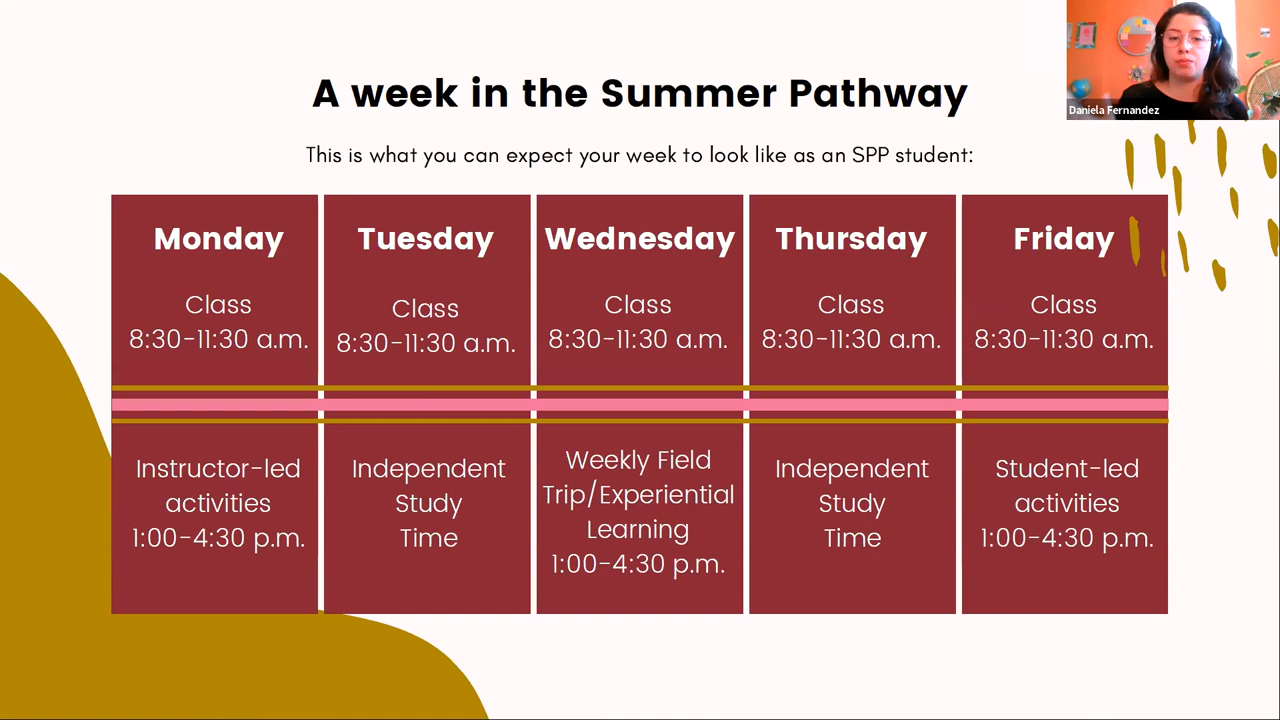 A week in the Summer Pathway
Daniela Fernandez
This is what you can expect your week to look like as an SPP student:
Monday
Class
8:30-11:30 a.m.
Instructor-led
activities
1:00-4:30 p.m.
Tuesday
Class
8:30-11:30 a.m.
Independent
Study
Time
Wednesday
Class
8:30-11:30 a.m.
Weekly Field
Trip/Experiential
Learning
1:00-4:30 p.m.
Thursday
Class
8:30-11:30 a.m.
Independent
Study
Time
Friday
Class
8:30-11:30 a.m.
Student-led
activities
1:00-4:30 p.m.